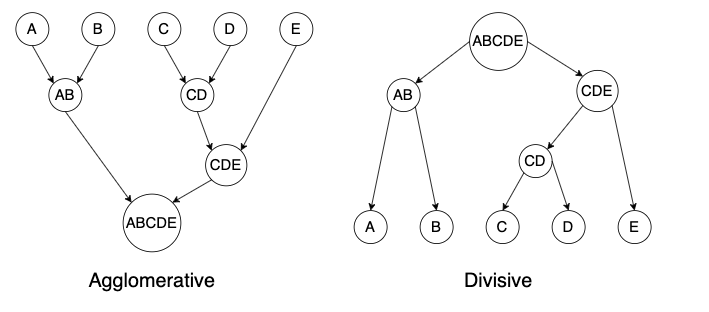 A B C D E
AB CD
CDE
ABCDE
Agglomerative
ABCDE
AB CDE
CD
A B C D E
Divisive